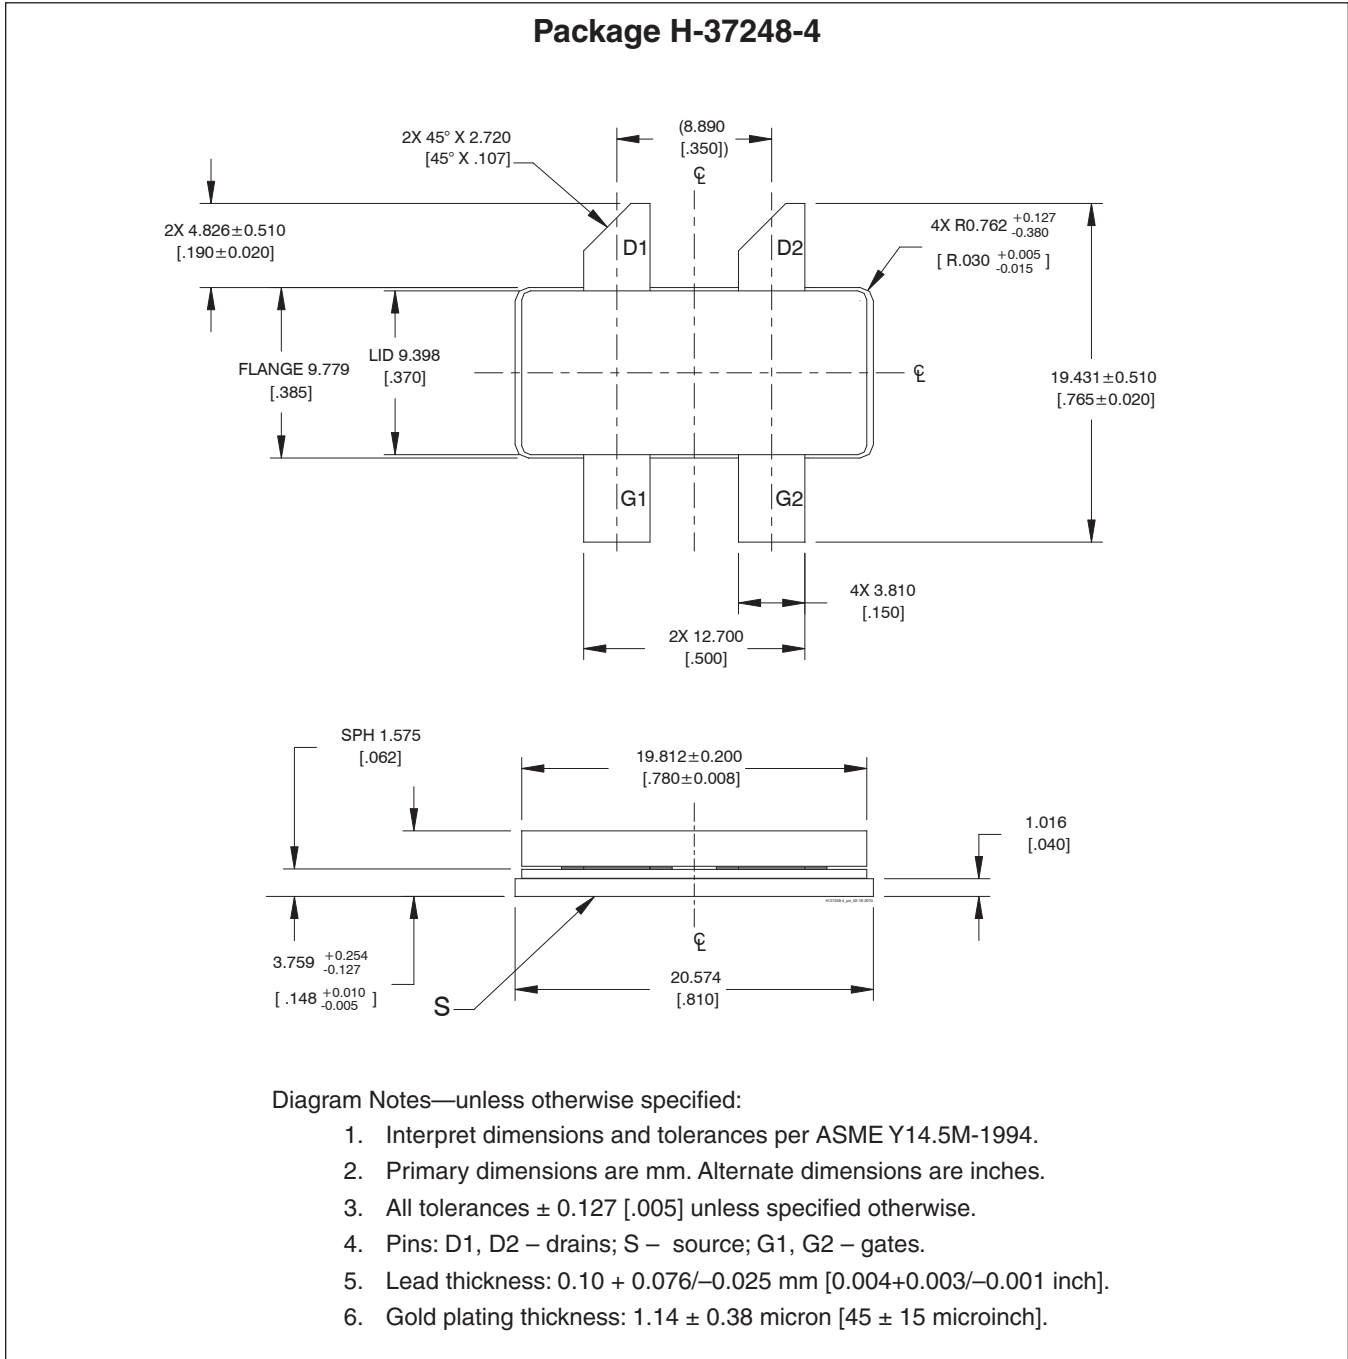 Package H-37248-4
2X 45° X 2.720
[45° X .107]
(8.890
[.350])
℄
2X 4.826±0.510
[.190±0.020]
D1
D2
4X R0.762 +0.127
-0.380
[ R.030 +0.005
-0.015 ]
FLANGE 9.779
[.385]
LID 9.398
[.370]
℄
19.431±0.510
[.765±0.020]
G1
G2
4X 3.810
[.150]
2X 12.700
[.500]
SPH 1.575
[.062]
19.812±0.200
[.780±0.008]
1.016
[.040]
℄
3.759 +0.254
-0.127
[ .148 +0.010
-0.005 ]
S
20.574
[.810]
Diagram Notes—unless otherwise specified:
1. Interpret dimensions and tolerances per ASME Y14.5M-1994.
2. Primary dimensions are mm. Alternate dimensions are inches.
3. All tolerances ± 0.127 [.005] unless specified otherwise.
4. Pins: D1, D2 – drains; S – source; G1, G2 – gates.
5. Lead thickness: 0.10 + 0.076/–0.025 mm [0.004+0.003/–0.001 inch].
6. Gold plating thickness: 1.14 ± 0.38 micron [45 ± 15 microinch].